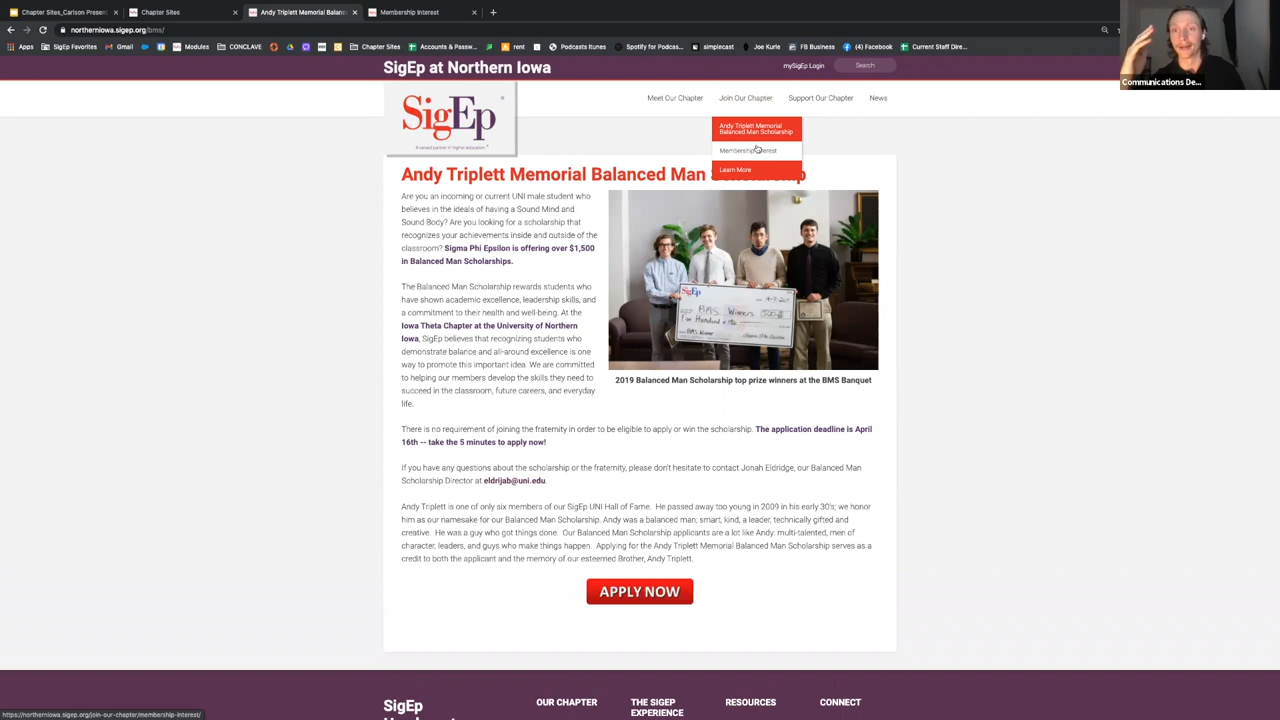 Chapter Sites_Carlson Present
Chapter Sites
Andy Triplett Memorial Balanc
Membership Interest
northerniowa.sigep.org/bms/
Apps
SigEp Favorites
Gmail
Modules
CONCLAVE
Chapter Sites
Accounts & Passw...
rent
Podcasts Itunes
Spotify for Podcas...
simplecast
Joe Kurle
FB Business
(4) Facebook
Current Staff Dire...
Communications De...
SigEp at Northern Iowa
mySigEp Login
Search
SigEp
A valued partner in higher education.
Meet Our Chapter
Join Our Chapter
Support Our Chapter
News
Andy Triplett Memorial
Balanced Man Scholarship
Membership Interest
Learn More
Andy Triplett Memorial Balanced Man Scholarship
Are you an incoming or current UNI male student who
believes in the ideals of having a Sound Mind and
Sound Body? Are you looking for a scholarship that
recognizes your achievements inside and outside of the
classroom? Sigma Phi Epsilon is offering over $1,500
in Balanced Man Scholarships.
The Balanced Man Scholarship rewards students who
have shown academic excellence, leadership skills, and
a commitment to their health and well-being. At the
Iowa Theta Chapter at the University of Northern
Iowa, SigEp believes that recognizing students who
demonstrate balance and all-around excellence is one
way to promote this important idea. We are committed
to helping our members develop the skills they need to
succeed in the classroom, future careers, and everyday
life.
SigEp
BMS Winners
Five Hundred
BMS Winner
2019 Balanced Man Scholarship top prize winners at the BMS Banquet
There is no requirement of joining the fraternity in order to be eligible to apply or win the scholarship. The application deadline is April
16th -- take the 5 minutes to apply now!
If you have any questions about the scholarship or the fraternity, please don't hesitate to contact Jonah Eldridge, our Balanced Man
Scholarship Director at eldrijab@uni.edu.
Andy Triplett is one of only six members of our SigEp UNI Hall of Fame. He passed away too young in 2009 in his early 30's; we honor
him as our namesake for our Balanced Man Scholarship. Andy was a balanced man; smart, kind, a leader, technically gifted and
creative. He was a guy who got things done. Our Balanced Man Scholarship applicants are a lot like Andy: multi-talented, men of
character, leaders, and guys who make things happen. Applying for the Andy Triplett Memorial Balanced Man Scholarship serves as a
credit to both the applicant and the memory of our esteemed Brother, Andy Triplett.
APPLY NOW
SigEp
OUR CHAPTER
THE SIGEP
EXPERIENCE
RESOURCES
CONNECT
https://northerniowa.sigep.org/join-our-chapter/membership-interest/